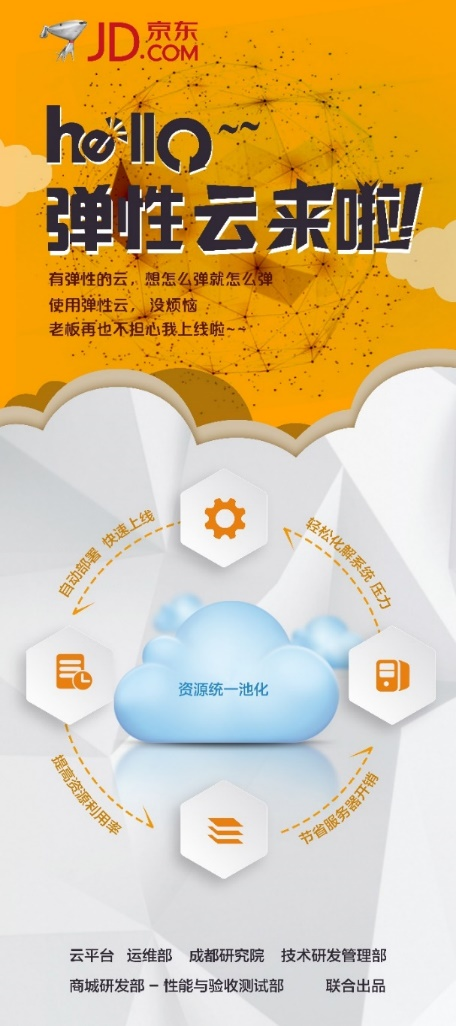 JD.京东
.COM
hello~~
弹性云来啦!
有弹性的云，想怎么弹就怎么弹
使用弹性云，没烦恼
老板再也不担心我上线啦~~
自动部署 快速上线
轻松化解系统 压力
资源统一池化
提高资源利用率
节省服务器开销
云平台 运维部 成都研究院 技术研发管理部
商城研发部 – 性能与验收测试部 联合出品